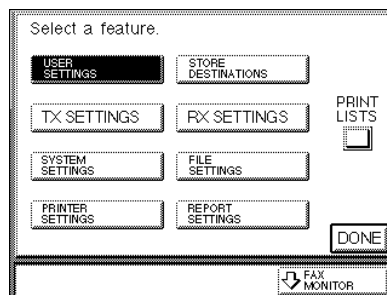 Select a feature.
USER
SETTINGS
STORE
DESTINATIONS
TX SETTINGS
RX SETTINGS
PRINT
LISTS
SYSTEM
SETTINGS
FILE
SETTINGS
PRINTER
SETTINGS
REPORT
SETTINGS
DONE
FAX
MONITOR